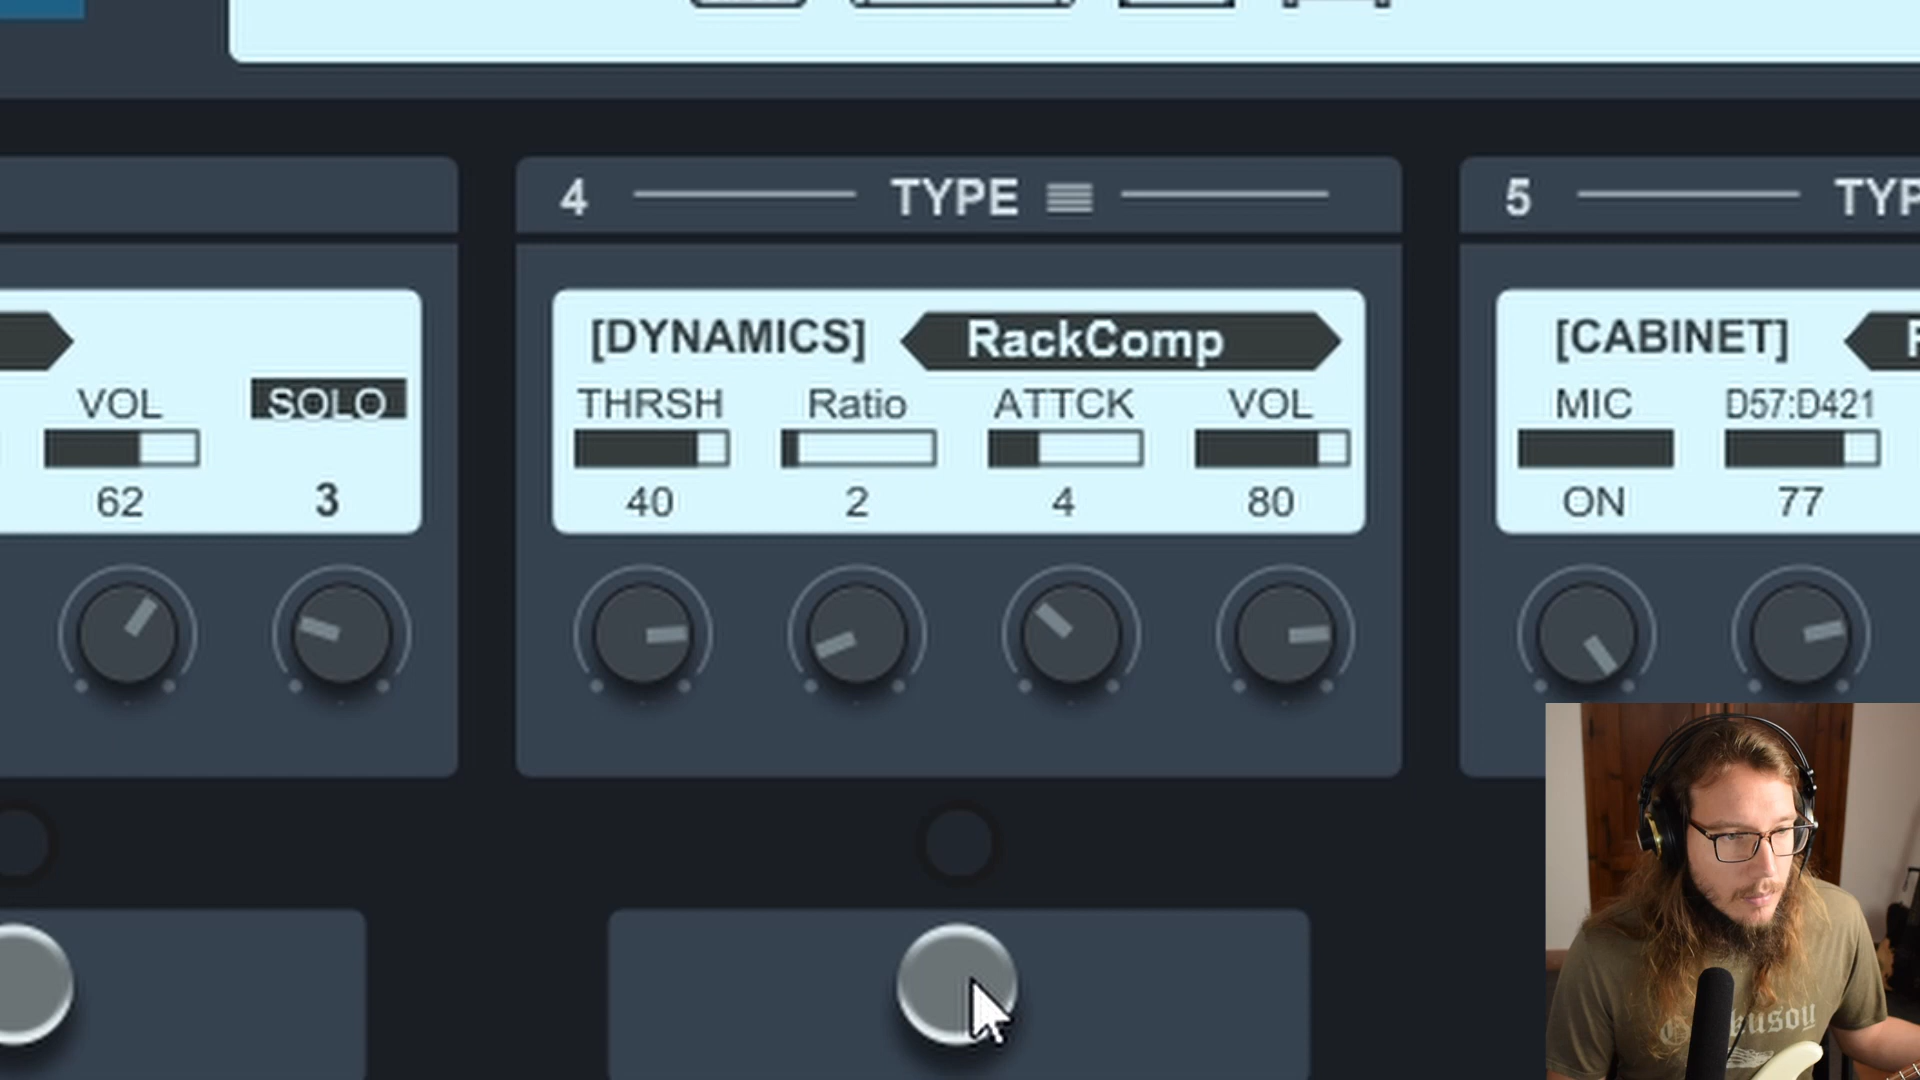 4 TYPE
5 TYP
[DYNAMICS] RackComp
[CABINET]
VOL SOLO
THRSH Ratio ATTCK VOL
MIC D57:D421
62 3
40 2 4 80
ON 77